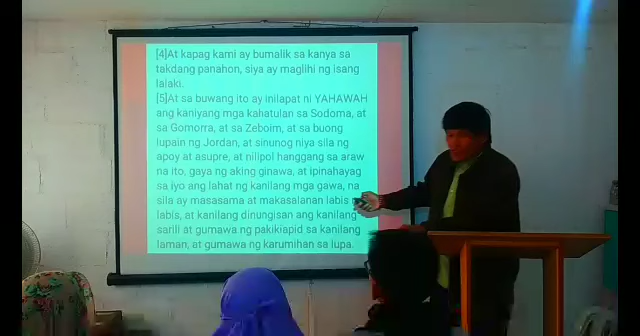 [4]At kapag kami ay bumalik sa kanya sa
takdang panahon, siya ay maglihi ng isang
lalaki.
[5]At sa buwang ito ay inilapat ni YAHAWAH
ang kaniyang mga kahatulan sa Sodoma, at
sa Gomorra, at sa Zeboim, at sa buong
lupain ng Jordan, at sinunog niya sila ng
apoy at asupre, at nilipol hanggang sa araw
na ito, gaya ng aking ginawa, at ipinahayag
sa iyo ang lahat ng kanilang mga gawa, na
sila ay masasama at makasalanan labis
labis, at kanilang dinungisan ang kanilang
sarili at gumawa ng pakikiapid sa kanilang
laman, at gumawa ng karumihan sa lupa.